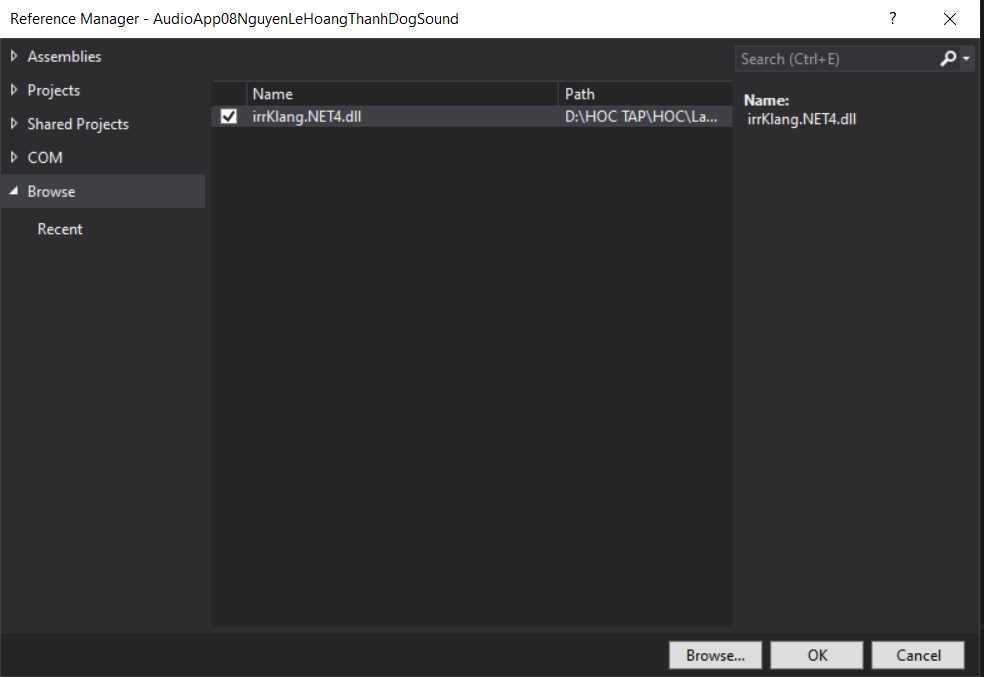 Reference Manager - AudioApp08NguyenLeHoangThanhDogSound
?
Assemblies
Projects
Shared Projects
COM
Browse
Recent
Name Path
irrKlang.NET4.dll D:\HOC TAP\HOC\La...
Search (Ctrl+E)
Name:
irrKlang.NET4.dll
Browse... OK Cancel